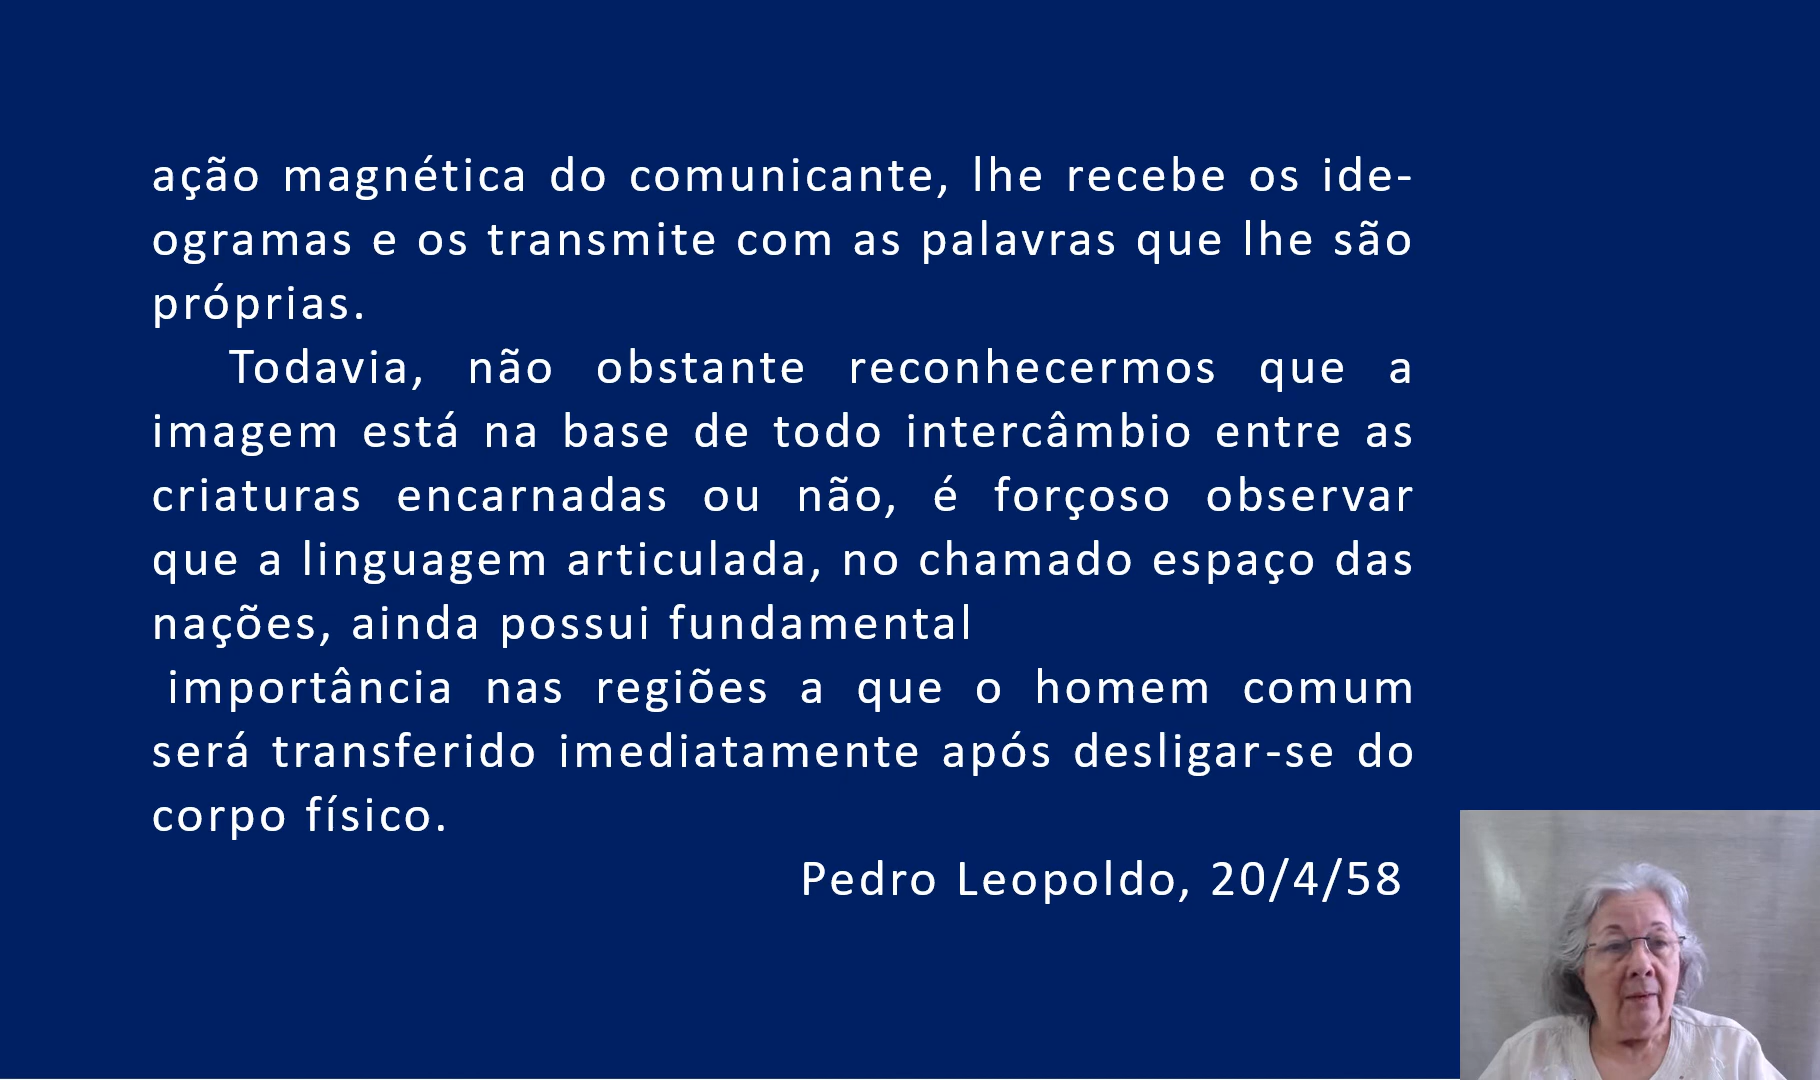 ação magnética do comunicante, lhe recebe os ide-
ogramas e os transmite com as palavras que lhe são
próprias.
Todavia, não obstante reconhecermos que a
imagem está na base de todo intercâmbio entre as
criaturas encarnadas ou não, é forçoso observar
que a linguagem articulada, no chamado espaço das
nações, ainda possui fundamental
importância nas regiões a que o homem comum
será transferido imediatamente após desligar-se do
corpo físico.
Pedro Leopoldo, 20/4/58